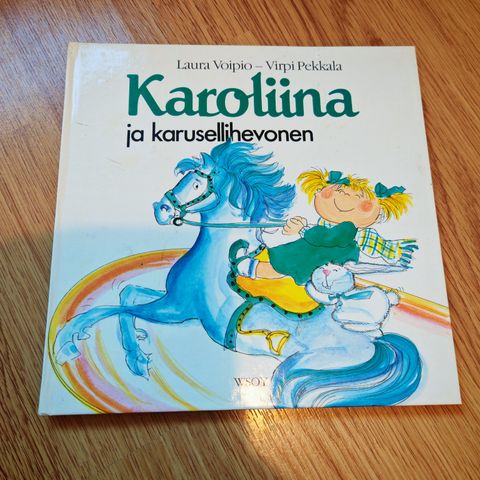 Laura Voipio – Virpi Pekkala
Karoliina
ja karusellihevonen
WSOY